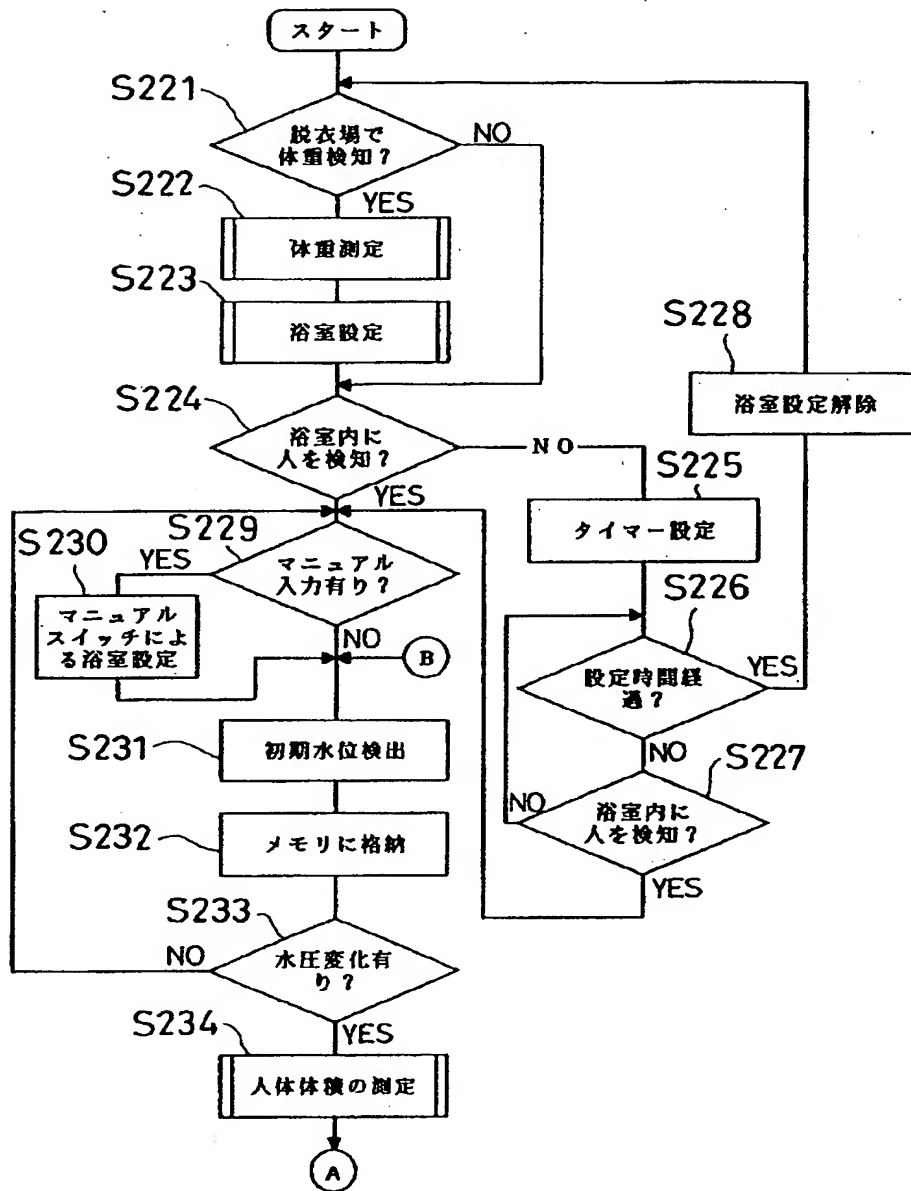 スタート
S221
脱衣場で
体重検知?
NO
S222
YES
体重測定
S223
浴室設定
S228
浴室設定解除
S224
浴室内に
人を検知?
NO
S225
YES
タイマー設定
S229
S230
YES
マニュアル
入力有り?
S226
マニュアル
スイッチによ
る浴室設定
NO
B
設定時間経
過?
YES
S231
初期水位検出
NO
S227
S232
メモリに格納
NO
浴室内に
人を検知?
YES
S233
NO
水圧変化有
り?
S234
YES
人体体積の測定
A